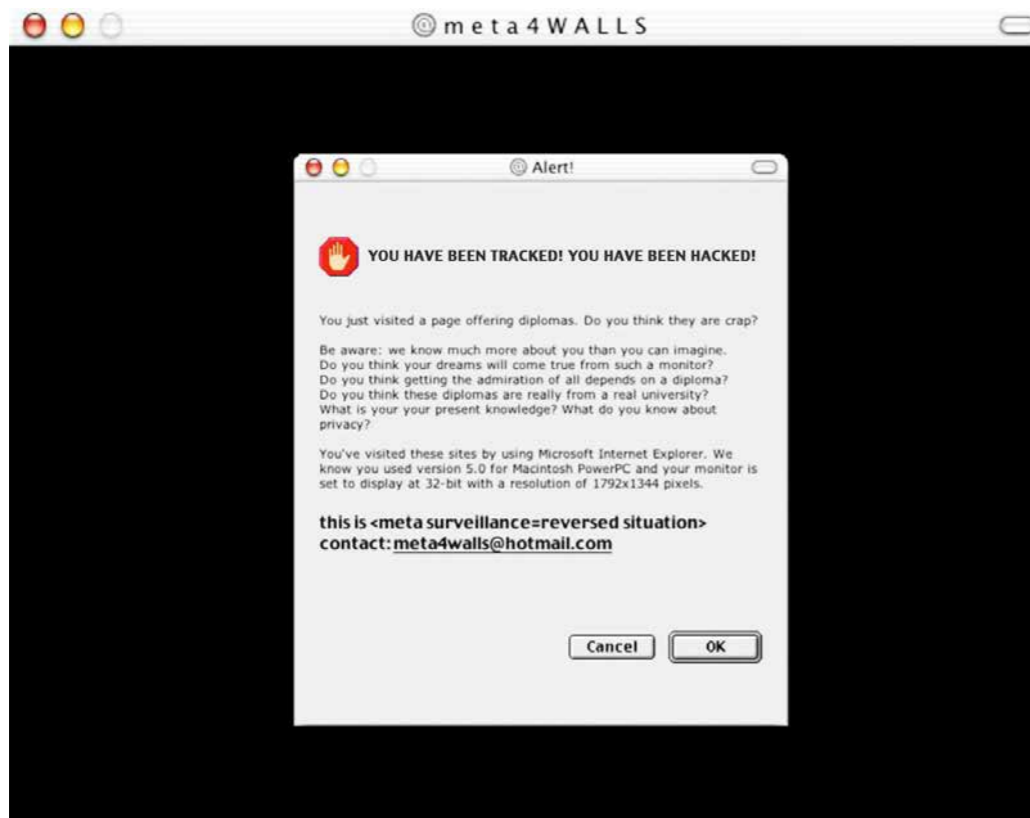 @meta4WALLS
@ Alert!
YOU HAVE BEEN TRACKED! YOU HAVE BEEN HACKED!
You just visited a page offering diplomas. Do you think they are crap?
Be aware: we know much more about you than you can imagine.
Do you think your dreams will come true from such a monitor?
Do you think getting the admiration of all depends on a diploma?
Do you think these diplomas are really from a real university?
What is your your present knowledge? What do you know about
privacy?
You've visited these sites by using Microsoft Internet Explorer. We
know you used version 5.0 for Macintosh PowerPC and your monitor is
set to display at 32-bit with a resolution of 1792x1344 pixels.
this is <meta surveillance=reversed situation>
contact: meta4walls@hotmail.com
Cancel OK